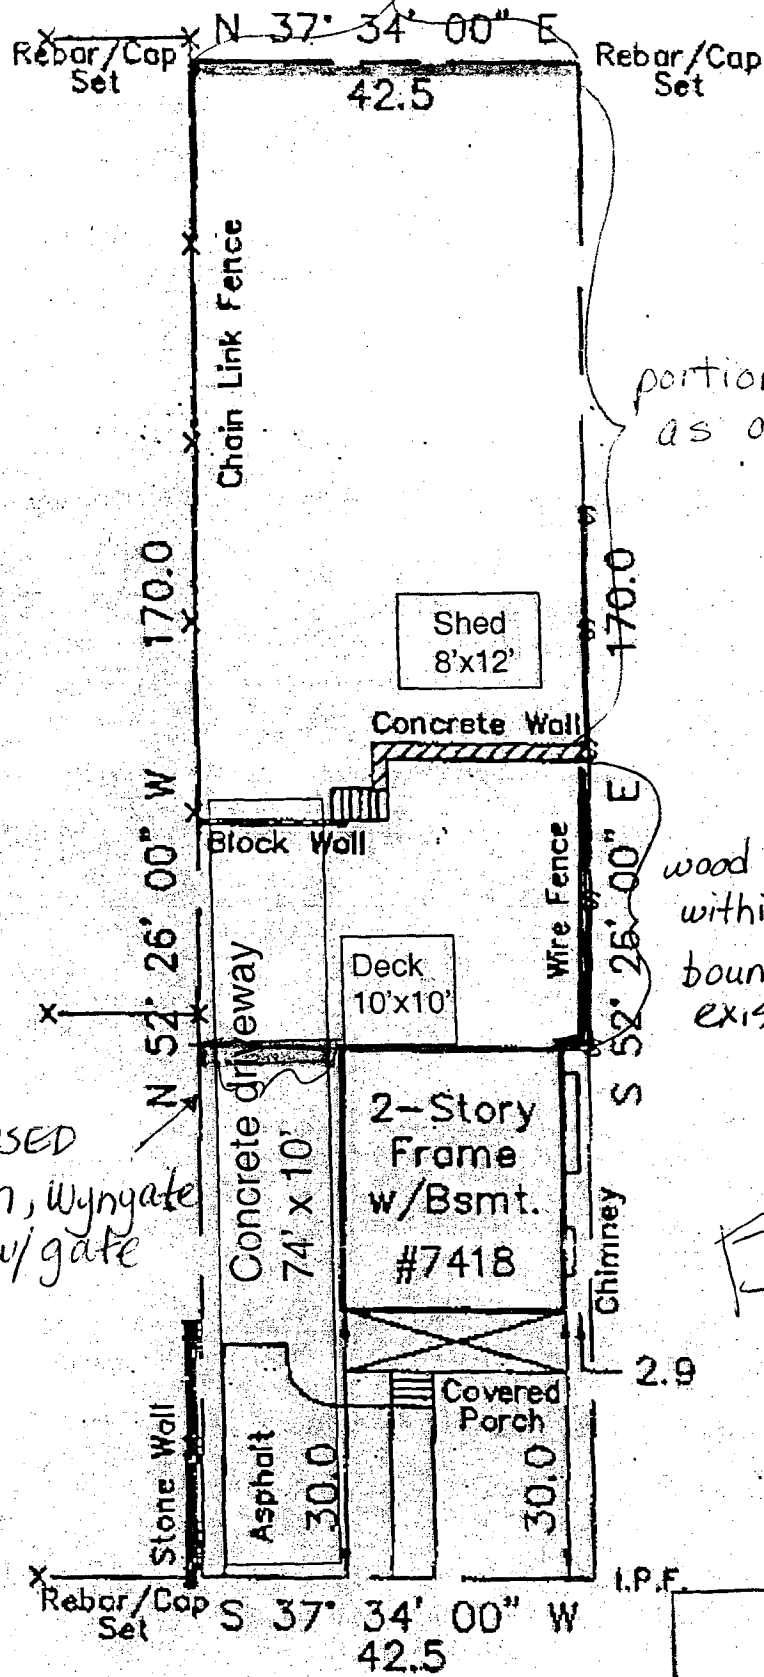 N 37° 34' 00" E
Rebar/Cap
Set
Rebar/Cap
Set
42.5
Chain Link Fence
portion
as
170.0
170.0
Shed
8'x12'
Concrete Wall
N 52° 26' 00" W
Block Wall
Wire Fence
S 52° 26' 00" E
wood
withi
boun
exis
Deck
10'x10'
Concrete driveway
74' x 10'
2-Story
Frame
w/Bsmt.
#7418
SED
n, Wyngate
w/ gate
Chimney
2.9
Covered
Porch
Stone Wall
Asphalt
30.0
30.0
I.P.F.
Rebar/Cap
Set
S 37° 34' 00" W
42.5